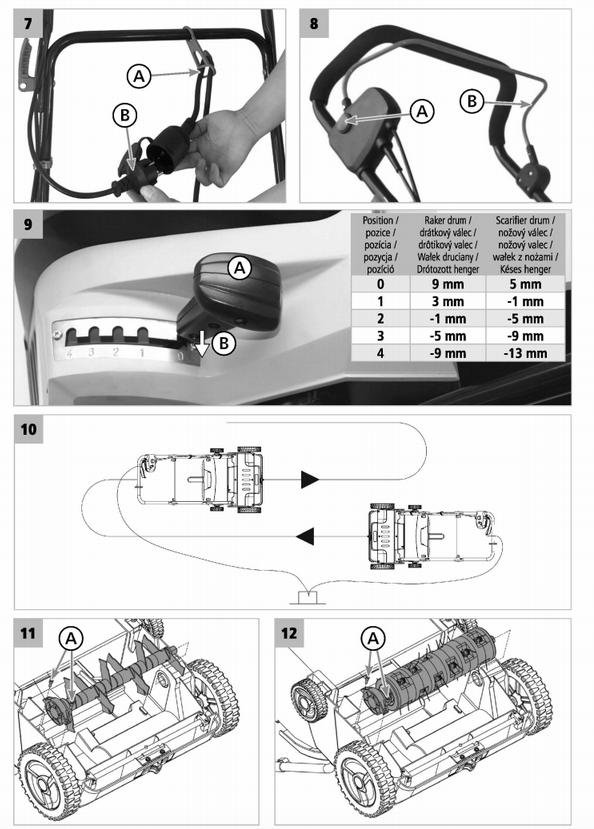 7
A
B
8
A
B
9
A
B
4 3 2 1 0
Position / Raker drum / Scarifier drum /
pozice / drátkový válec / nožový válec /
pozícia / drôtikový valec / nožový valec /
pozycja / Wałek druciany / wałek z nożami /
pozíció Drótozott henger Késes henger
0 9 mm 5 mm
1 3 mm -1 mm
2 -1 mm -5 mm
3 -5 mm -9 mm
4 -9 mm -13 mm
10
11
A
12
A